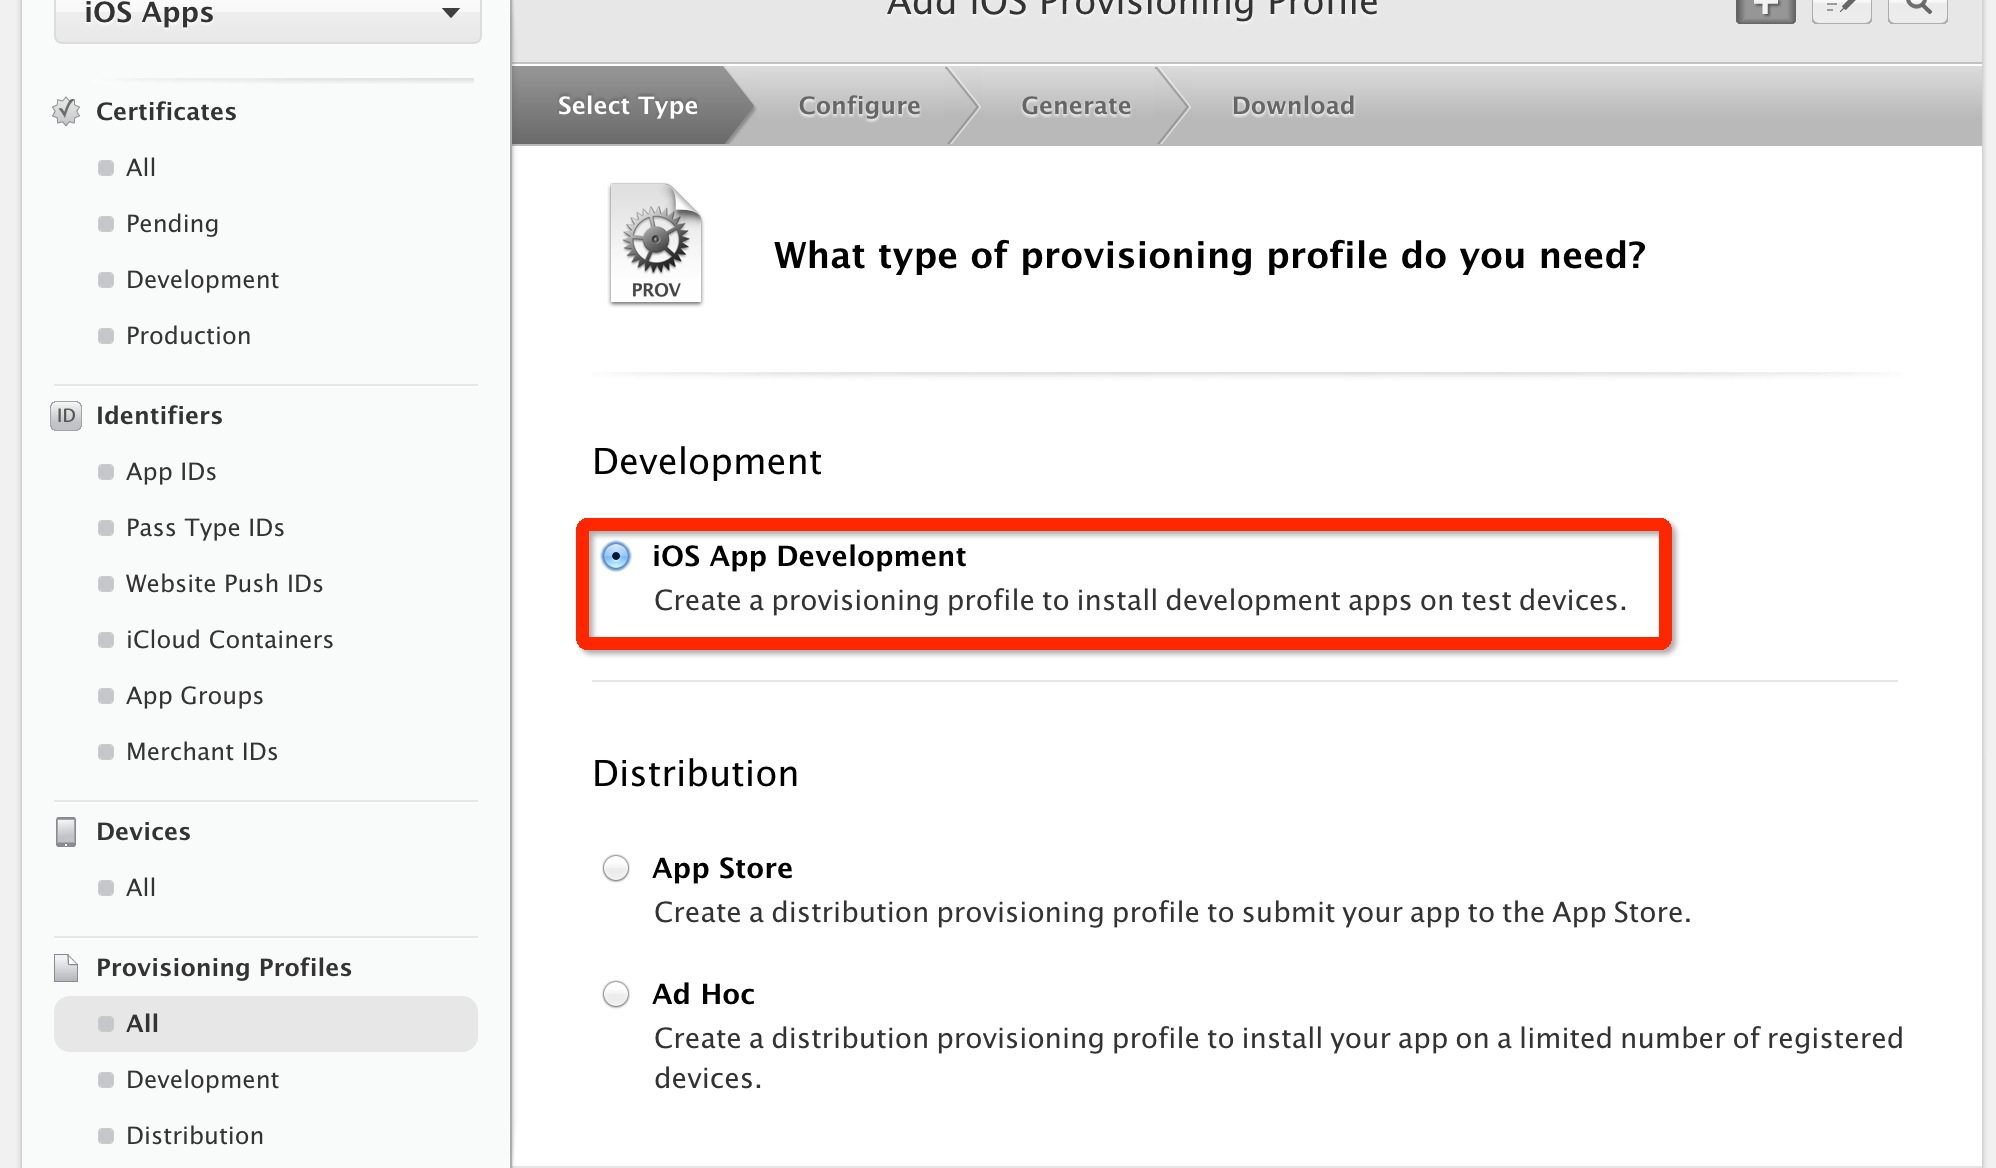 iOS Apps
Certificates
All
Pending
Development
Production
ID Identifiers
App IDs
Pass Type IDs
Website Push IDs
iCloud Containers
App Groups
Merchant IDs
Devices
All
Provisioning Profiles
All
Development
Distribution
Add iOS Provisioning Profile
Select Type Configure Generate Download
PROV
What type of provisioning profile do you need?
Development
iOS App Development
Create a provisioning profile to install development apps on test devices.
Distribution
App Store
Create a distribution provisioning profile to submit your app to the App Store.
Ad Hoc
Create a distribution provisioning profile to install your app on a limited number of registered
devices.